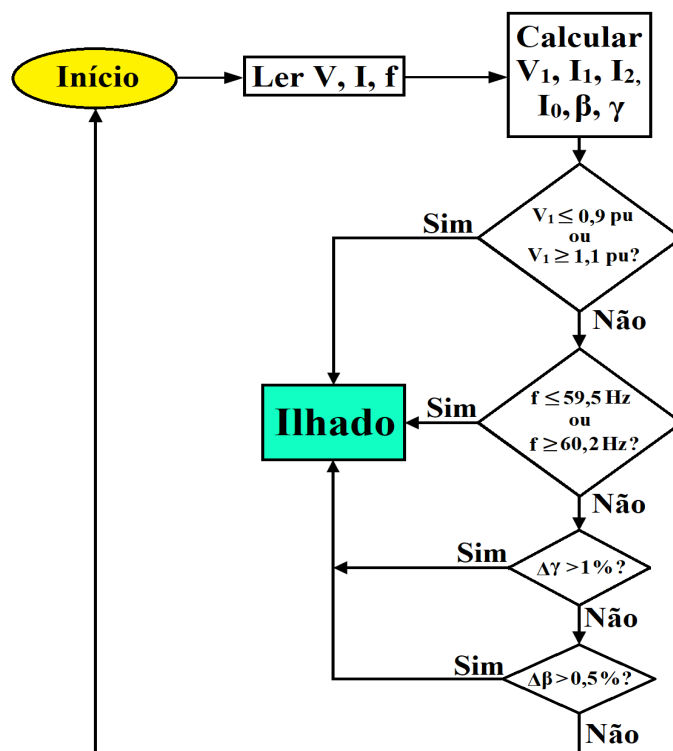 Início
Ler V, I, f
Calcular
V₁, I₁, I₂,
I₀, β, γ
V₁ ≤ 0,9 pu
ou
V₁ ≥ 1,1 pu?
Sim
Não
f ≤ 59,5 Hz
ou
f ≥ 60,2 Hz?
Sim
Ilhado
Não
Δγ > 1%?
Sim
Não
Δβ > 0,5%?
Sim
Não